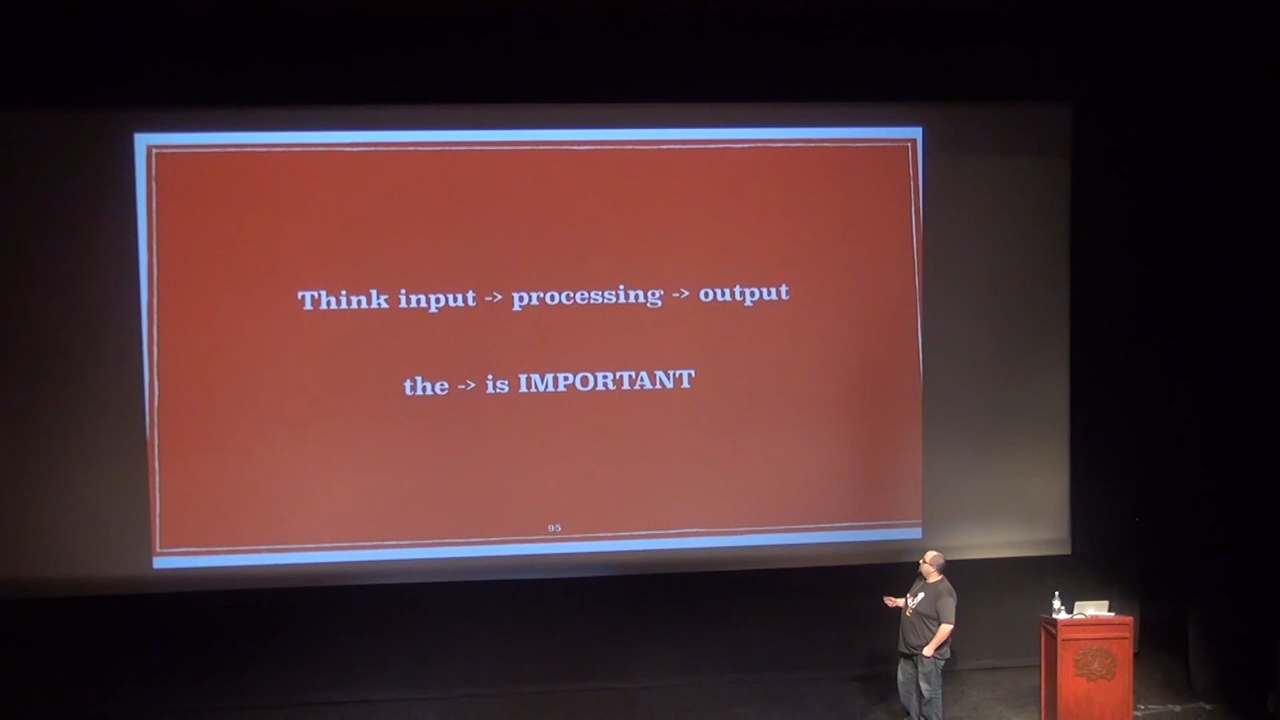 Think input -> processing -> output
the -> is IMPORTANT
95